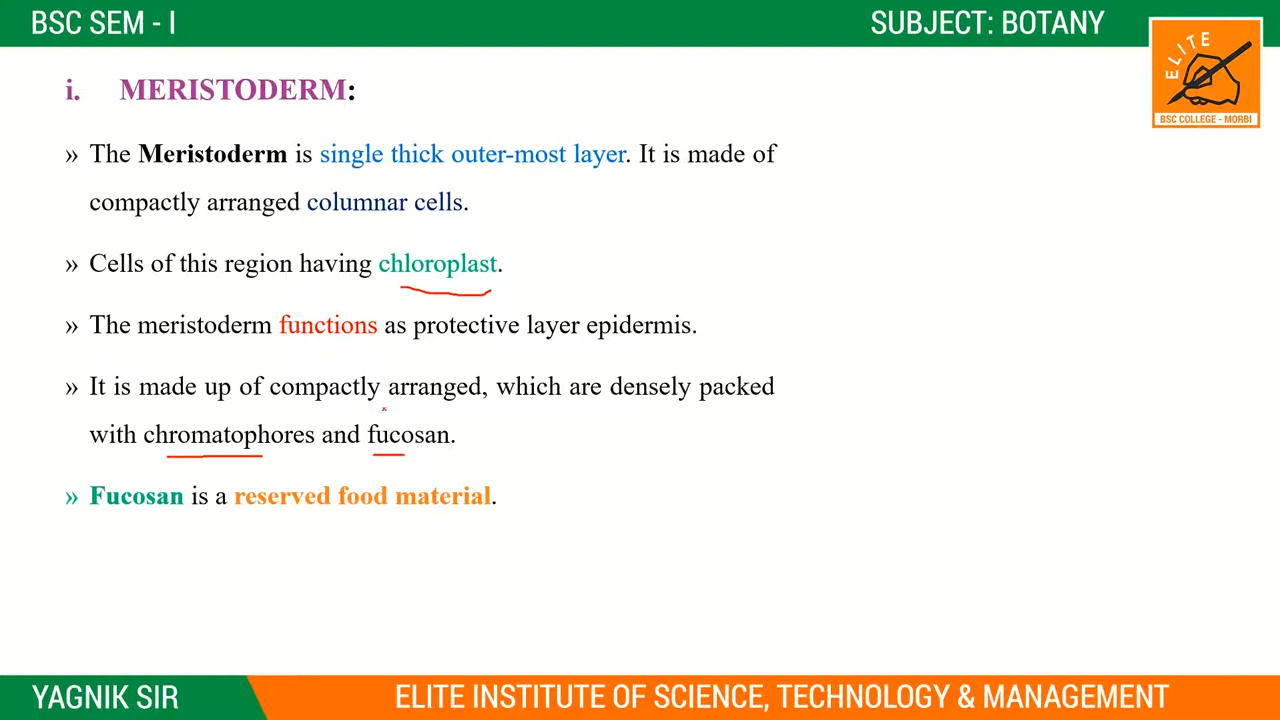 BSC SEM - I
SUBJECT: BOTANY
ELITE
BSC COLLEGE - MORBI
i. MERISTODERM:
» The Meristoderm is single thick outer-most layer. It is made of
compactly arranged columnar cells.
» Cells of this region having chloroplast.
» The meristoderm functions as protective layer epidermis.
» It is made up of compactly arranged, which are densely packed
with chromatophores and fucosan.
» Fucosan is a reserved food material.
YAGNIK SIR
ELITE INSTITUTE OF SCIENCE, TECHNOLOGY & MANAGEMENT